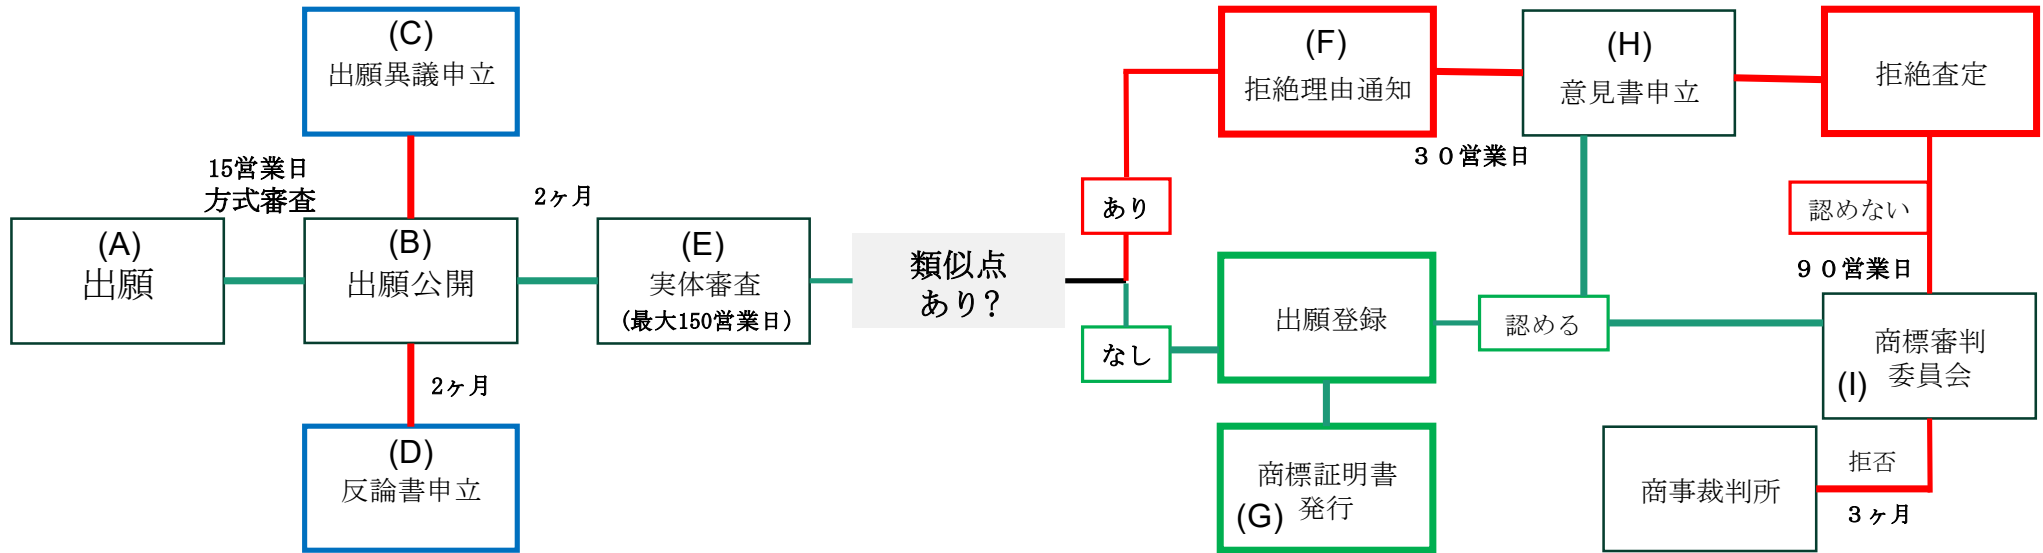 (C)
出願異議申立
15営業日
方式審査
2ヶ月
(A)
出願
(B)
出願公開
(E)
実体審査
(最大150営業日)
2ヶ月
(D)
反論書申立
類似点
あり？
あり
なし
(F)
拒絶理由通知
(H)
意見書申立
３０営業日
拒絶査定
認めない
９０営業日
出願登録
認める
商標審判
委員会
(I)
(G)
商標証明書
発行
商事裁判所
拒否
３ヶ月